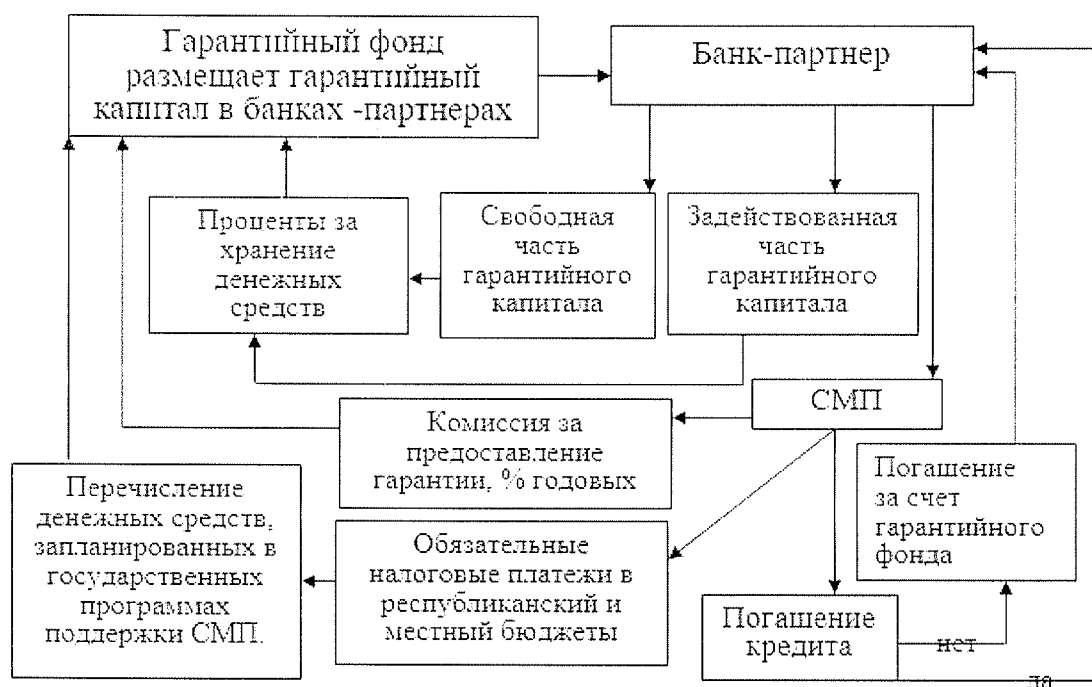 Гарантийный фонд
размещает гарантийный
капитал в банках -партнерах
Банк-партнер
Проценты за
хранение
денежных
средств
Свободная
часть
гарантийного
капитала
Задействованная
часть
гарантийного
капитала
СМП
Комиссия за
предоставление
гарантии, % годовых
Погашение
за счет
гарантийного
фонда
Перечисление
денежных средств,
запланированных в
государственных
программах
поддержки СМП.
Обязательные
налоговые платежи в
республиканский и
местный бюджеты
Погашение
кредита
нет
да